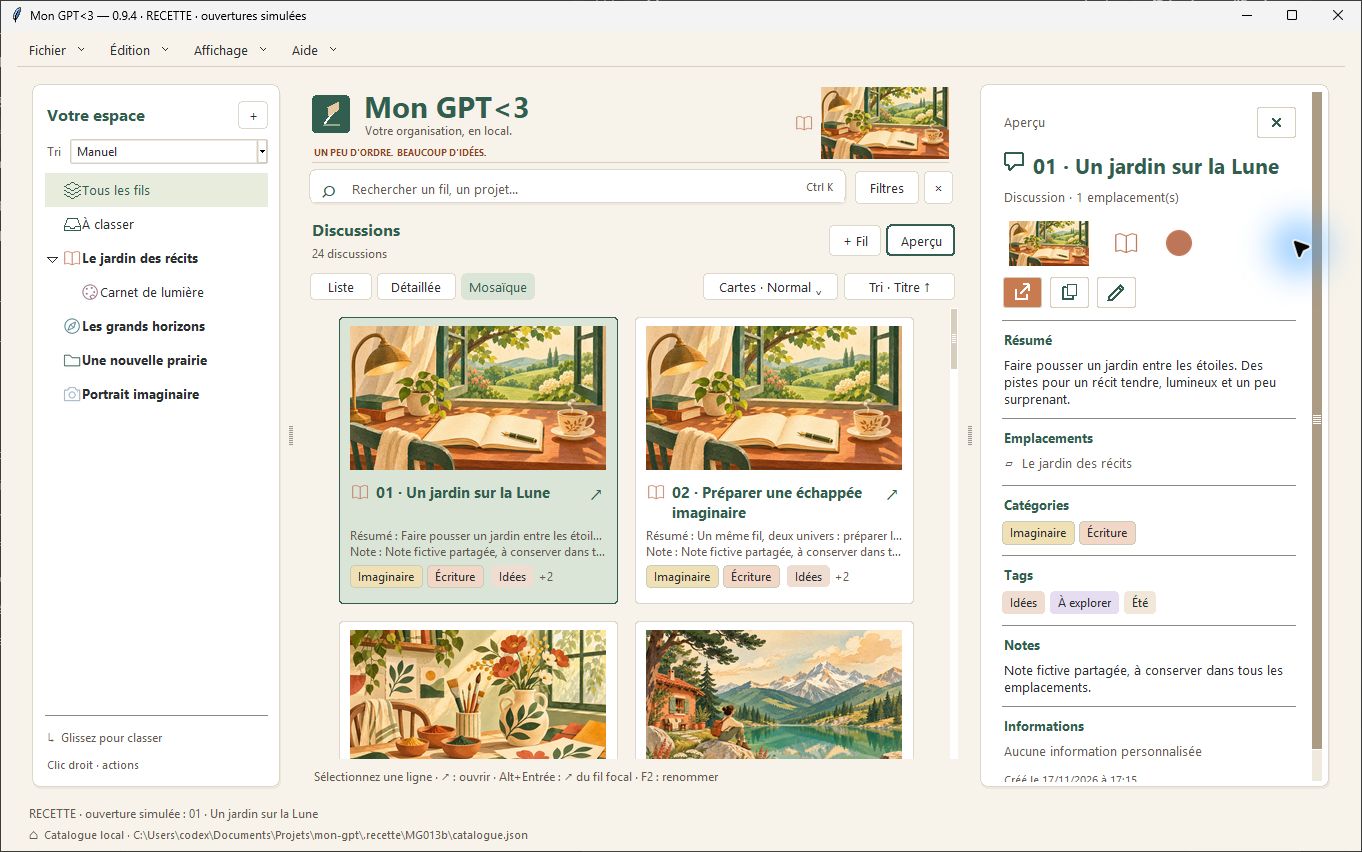 Mon GPT<3 — 0.9.4 · RECETTE · ouvertures simulées
Fichier Édition Affichage Aide
Votre espace +
Tri Manuel
Tous les fils
À classer
Le jardin des récits
Carnet de lumière
Les grands horizons
Une nouvelle prairie
Portrait imaginaire
↳ Glissez pour classer
Clic droit · actions
Mon GPT<3
Votre organisation, en local.
UN PEU D'ORDRE. BEAUCOUP D'IDÉES.
Rechercher un fil, un projet... Ctrl K Filtres ×
Discussions
24 discussions
+ Fil Aperçu
Liste Détaillée Mosaïque Cartes · Normal Tri · Titre ↑
01 · Un jardin sur la Lune ↗
Résumé : Faire pousser un jardin entre les étoil...
Note : Note fictive partagée, à conserver dans t...
Imaginaire Écriture Idées +2
02 · Préparer une échappée ↗
imaginaire
Résumé : Un même fil, deux univers : préparer l...
Note : Note fictive partagée, à conserver dans t...
Imaginaire Écriture Idées +2
Sélectionnez une ligne · ↗ : ouvrir · Alt+Entrée : ↗ du fil focal · F2 : renommer
Aperçu ×
01 · Un jardin sur la Lune
Discussion · 1 emplacement(s)
Résumé
Faire pousser un jardin entre les étoiles. Des
pistes pour un récit tendre, lumineux et un peu
surprenant.
Emplacements
Le jardin des récits
Catégories
Imaginaire Écriture
Tags
Idées À explorer Été
Notes
Note fictive partagée, à conserver dans tous les
emplacements.
Informations
Aucune information personnalisée
Créé le 17/11/2026 à 17:15
RECETTE · ouverture simulée : 01 · Un jardin sur la Lune
Catalogue local · C:\Users\codex\Documents\Projets\mon-gpt\.recette\MG013b\catalogue.json